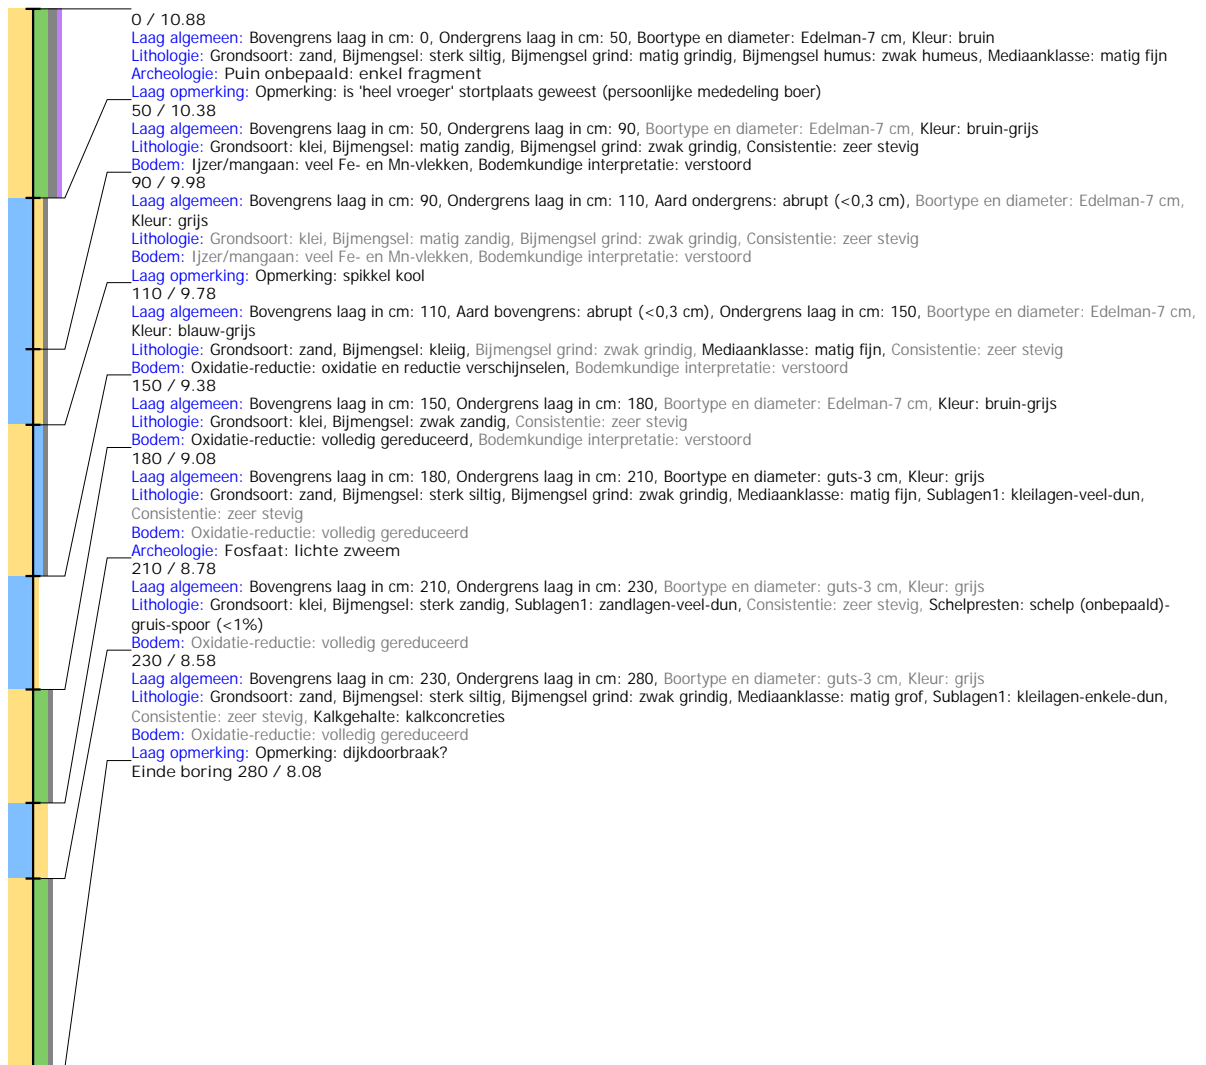 0 / 10.88
Laag algemeen: Bovengrens laag in cm: 0, Ondergrens laag in cm: 50, Boortype en diameter: Edelman-7 cm, Kleur: bruin
Lithologie: Grondsoort: zand, Bijmengsel: sterk siltig, Bijmengsel grind: matig grindig, Bijmengsel humus: zwak humeus, Mediaanklasse: matig fijn
Archeologie: Puin onbepaald: enkel fragment
Laag opmerking: Opmerking: is 'heel vroeger' stortplaats geweest (persoonlijke mededeling boer)
50 / 10.38
Laag algemeen: Bovengrens laag in cm: 50, Ondergrens laag in cm: 90, Boortype en diameter: Edelman-7 cm, Kleur: bruin-grijs
Lithologie: Grondsoort: klei, Bijmengsel: matig zandig, Bijmengsel grind: zwak grindig, Consistentie: zeer stevig
Bodem: Ijzer/mangaan: veel Fe- en Mn-vlekken, Bodemkundige interpretatie: verstoord
90 / 9.98
Laag algemeen: Bovengrens laag in cm: 90, Ondergrens laag in cm: 110, Aard ondergrens: abrupt (<0,3 cm), Boortype en diameter: Edelman-7 cm,
Kleur: grijs
Lithologie: Grondsoort: klei, Bijmengsel: matig zandig, Bijmengsel grind: zwak grindig, Consistentie: zeer stevig
Bodem: Ijzer/mangaan: veel Fe- en Mn-vlekken, Bodemkundige interpretatie: verstoord
Laag opmerking: Opmerking: spikkel kool
110 / 9.78
Laag algemeen: Bovengrens laag in cm: 110, Aard bovengrens: abrupt (<0,3 cm), Ondergrens laag in cm: 150, Boortype en diameter: Edelman-7 cm,
Kleur: blauw-grijs
Lithologie: Grondsoort: zand, Bijmengsel: kleiig, Bijmengsel grind: zwak grindig, Mediaanklasse: matig fijn, Consistentie: zeer stevig
Bodem: Oxidatie-reductie: oxidatie en reductie verschijnselen, Bodemkundige interpretatie: verstoord
150 / 9.38
Laag algemeen: Bovengrens laag in cm: 150, Ondergrens laag in cm: 180, Boortype en diameter: Edelman-7 cm, Kleur: bruin-grijs
Lithologie: Grondsoort: klei, Bijmengsel: zwak zandig, Consistentie: zeer stevig
Bodem: Oxidatie-reductie: volledig gereduceerd, Bodemkundige interpretatie: verstoord
180 / 9.08
Laag algemeen: Bovengrens laag in cm: 180, Ondergrens laag in cm: 210, Boortype en diameter: guts-3 cm, Kleur: grijs
Lithologie: Grondsoort: zand, Bijmengsel: sterk siltig, Bijmengsel grind: zwak grindig, Mediaanklasse: matig fijn, Sublagen1: kleilagen-veel-dun,
Consistentie: zeer stevig
Bodem: Oxidatie-reductie: volledig gereduceerd
Archeologie: Fosfaat: lichte zweem
210 / 8.78
Laag algemeen: Bovengrens laag in cm: 210, Ondergrens laag in cm: 230, Boortype en diameter: guts-3 cm, Kleur: grijs
Lithologie: Grondsoort: klei, Bijmengsel: sterk zandig, Sublagen1: zandlagen-veel-dun, Consistentie: zeer stevig, Schelpresten: schelp (onbepaald)-
gruis-spoor (<1%)
Bodem: Oxidatie-reductie: volledig gereduceerd
230 / 8.58
Laag algemeen: Bovengrens laag in cm: 230, Ondergrens laag in cm: 280, Boortype en diameter: guts-3 cm, Kleur: grijs
Lithologie: Grondsoort: zand, Bijmengsel: sterk siltig, Bijmengsel grind: zwak grindig, Mediaanklasse: matig grof, Sublagen1: kleilagen-enkele-dun,
Consistentie: zeer stevig, Kalkgehalte: kalkconcreties
Bodem: Oxidatie-reductie: volledig gereduceerd
Laag opmerking: Opmerking: dijkdoorbraak?
Einde boring 280 / 8.08